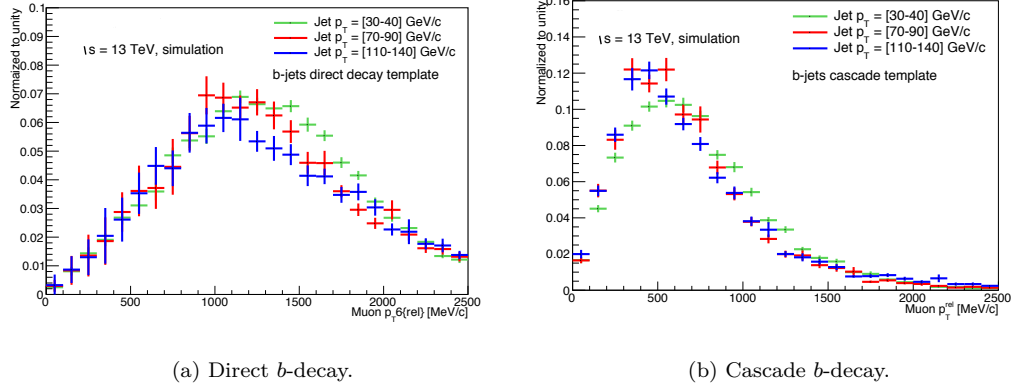 Normalized to unity
0.1
0.09
0.08
0.07
0.06
0.05
0.04
0.03
0.02
0.01
0
0 500 1000 1500 2000 2500
Muon p_T6{rel} [MeV/c]
Jet p_T = [30-40] GeV/c
Jet p_T = [70-90] GeV/c
Jet p_T = [110-140] GeV/c
\s = 13 TeV, simulation
b-jets direct decay template
(a) Direct b-decay.
Normalized to unity
0.16
0.14
0.12
0.10
0.08
0.06
0.04
0.02
0
0 500 1000 1500 2000 2500
Muon p_T^rel [MeV/c]
Jet p_T = [30-40] GeV/c
Jet p_T = [70-90] GeV/c
Jet p_T = [110-140] GeV/c
\s = 13 TeV, simulation
b-jets cascade template
(b) Cascade b-decay.